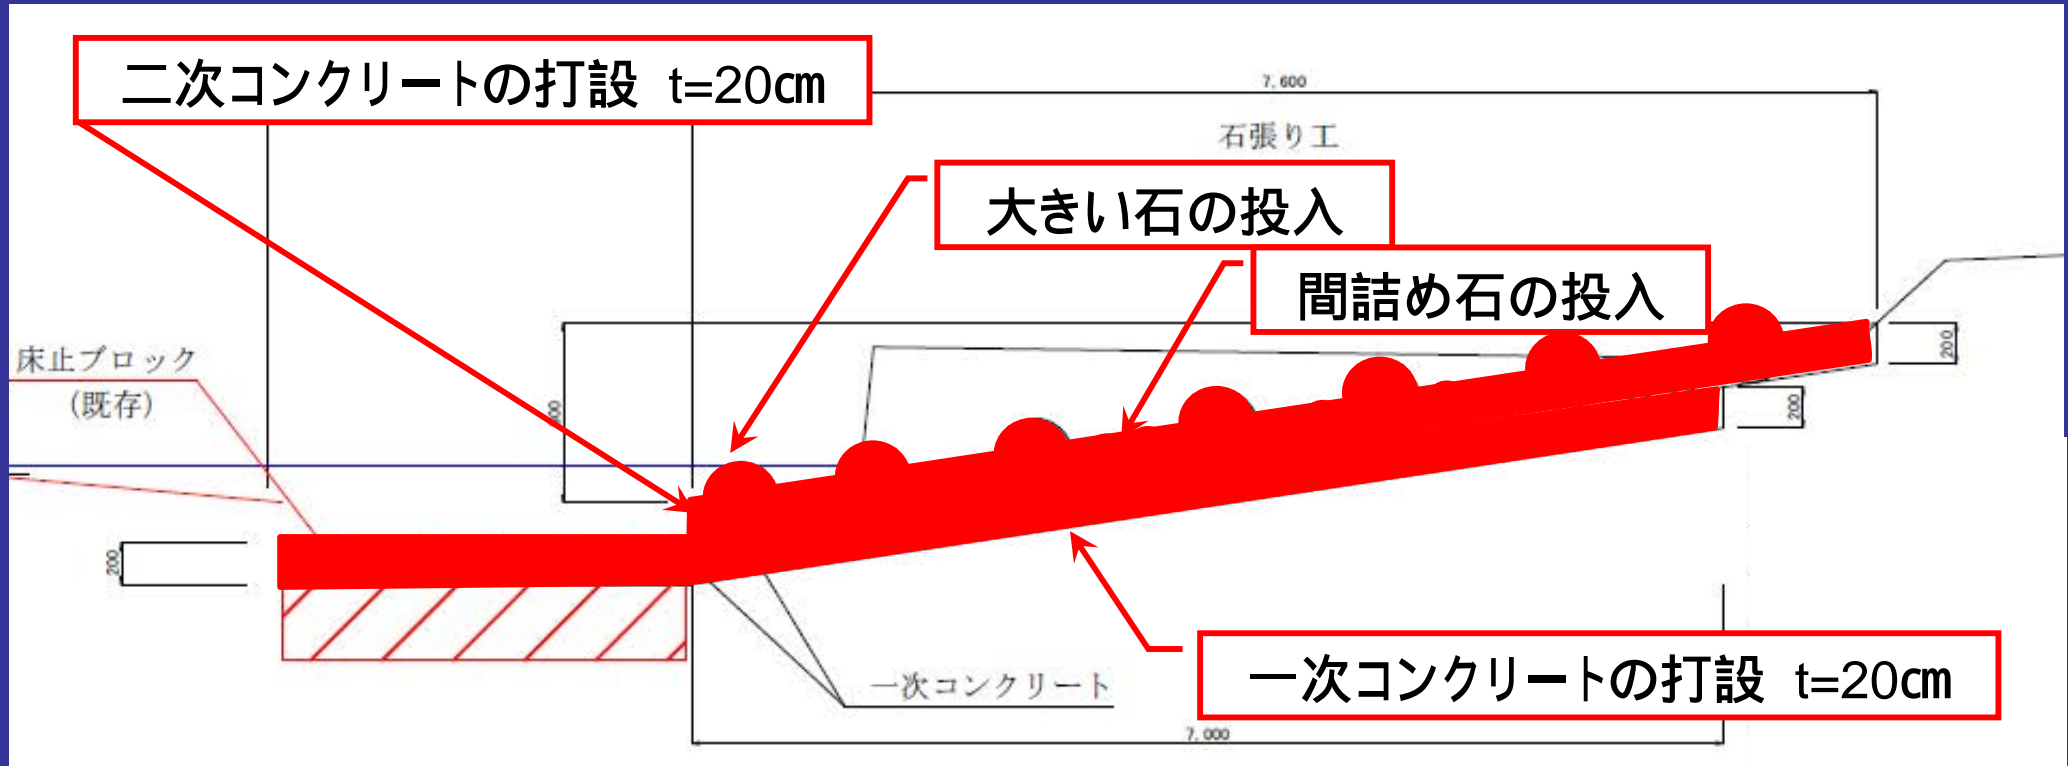 二次コンクリートの打設 t=20㎝
7,600
石張り工
大きい石の投入
間詰め石の投入
床止ブロック
(既存)
200
200
200
一次コンクリート
一次コンクリートの打設 t=20㎝
7,000